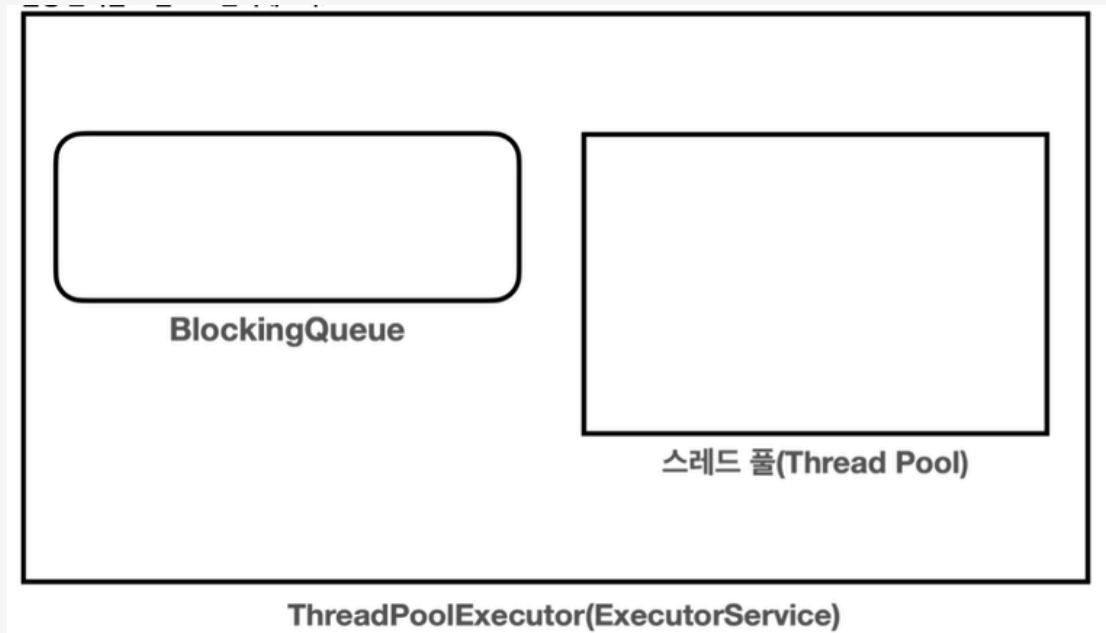 BlockingQueue
스레드 풀(Thread Pool)
ThreadPoolExecutor(ExecutorService)